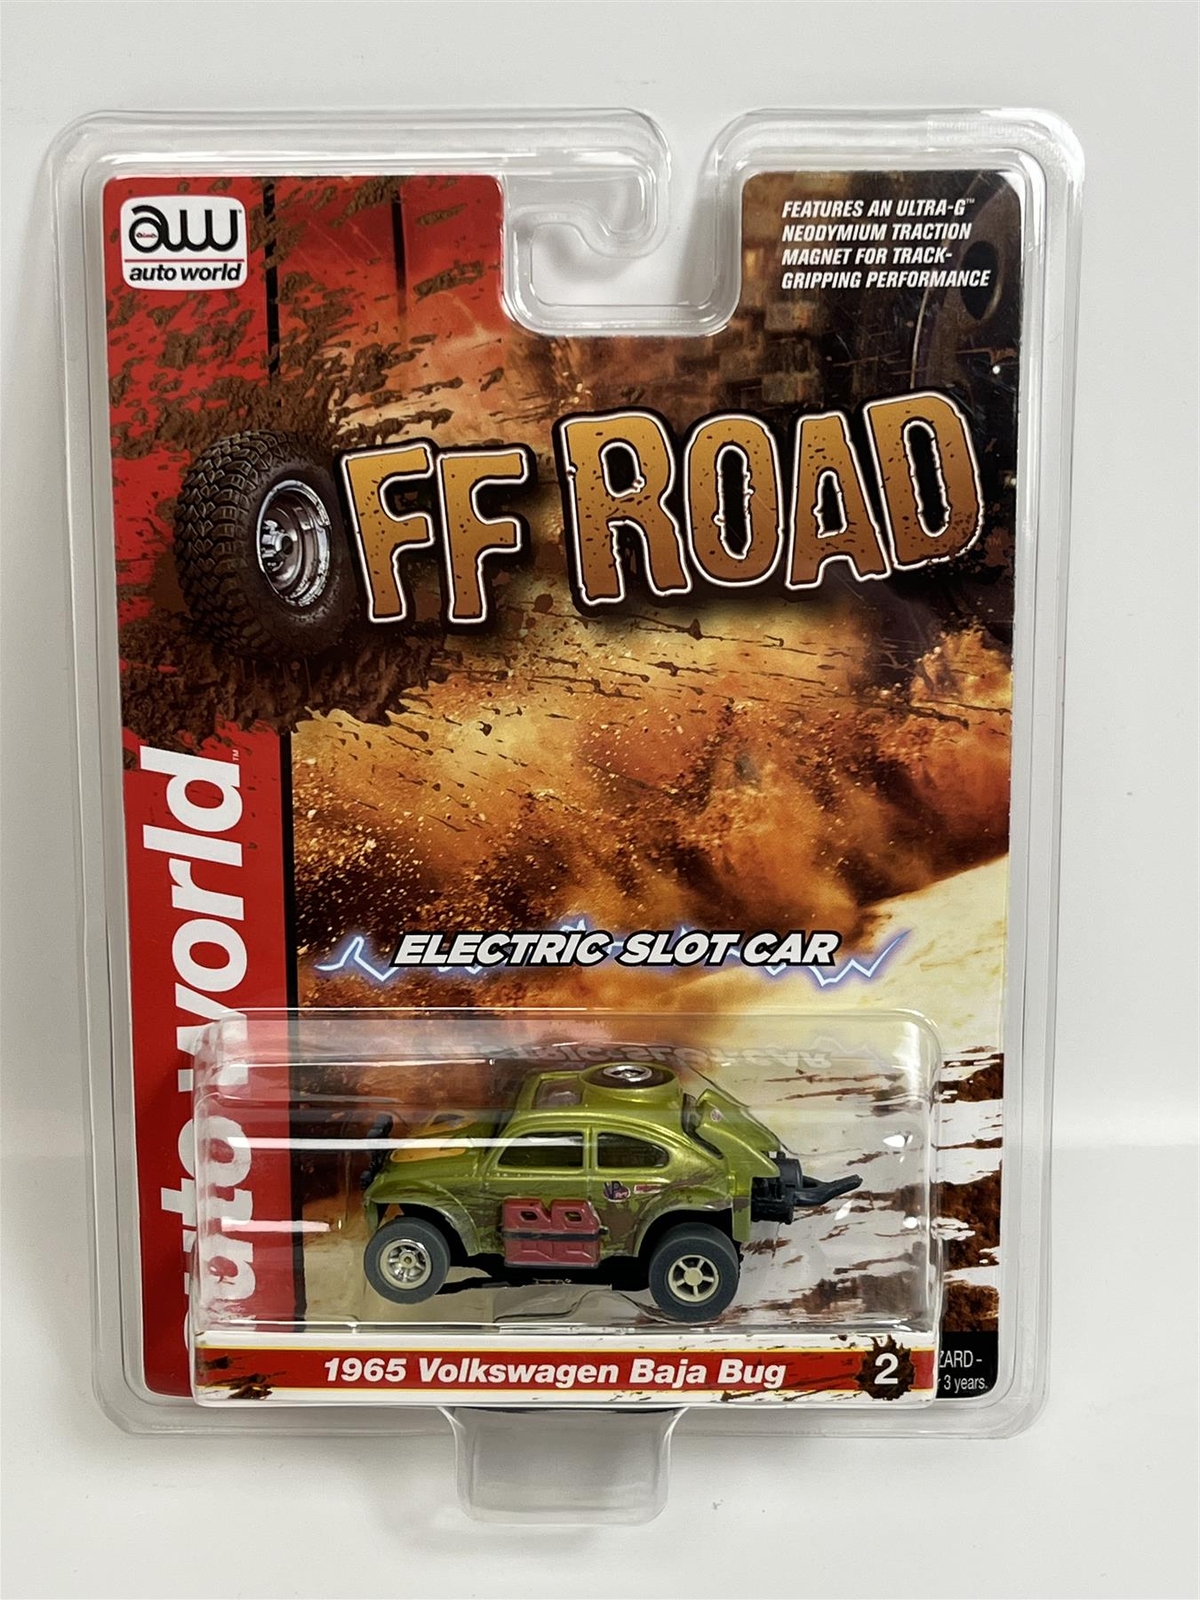 aw
auto world
FEATURES AN ULTRA-G™
NEODYMIUM TRACTION
MAGNET FOR TRACK-
GRIPPING PERFORMANCE
FF ROAD
auto world™
ELECTRIC SLOT CAR
1965 Volkswagen Baja Bug
2
ZARD -
3 years.